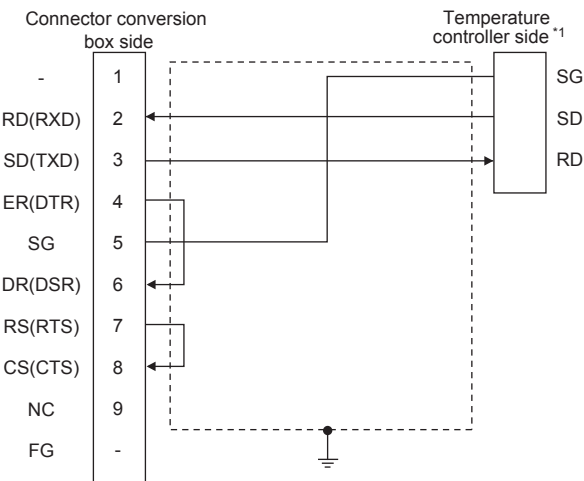 Connector conversion
box side
Temperature
controller side *1
- 1
RD(RXD) 2
SD(TXD) 3
ER(DTR) 4
SG 5
DR(DSR) 6
RS(RTS) 7
CS(CTS) 8
NC 9
FG -
SG
SD
RD